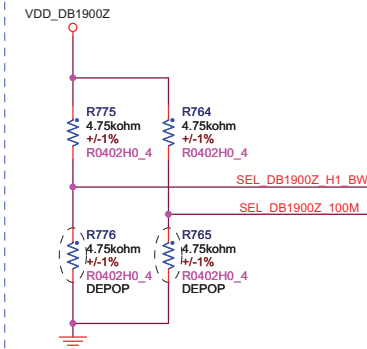 VDD_DB1900Z
R775
4.75kohm
+/-1%
R0402H0_4
R764
4.75kohm
+/-1%
R0402H0_4
SEL_DB1900Z_H1_BW
SEL_DB1900Z_100M
R776
4.75kohm
+/-1%
R0402H0_4
DEPOP
R765
4.75kohm
+/-1%
R0402H0_4
DEPOP